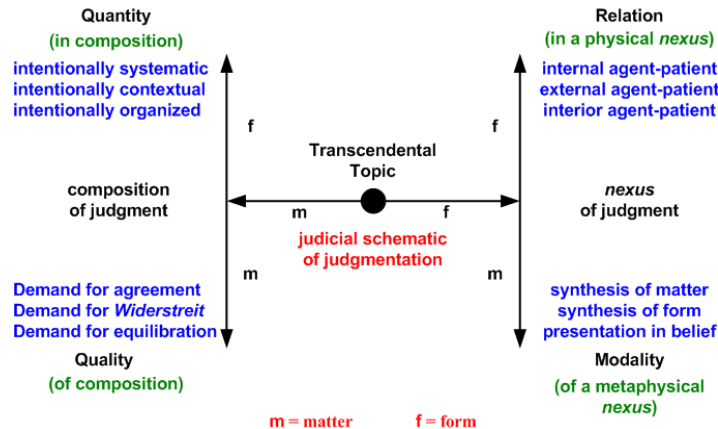 Quantity
(in composition)
intentionally systematic
intentionally contextual
intentionally organized
f
composition
of judgment
m
Demand for agreement
Demand for Widerstreit
Demand for equilibration
Quality
(of composition)
Transcendental
Topic
m
f
judicial schematic
of judgmentation
Relation
(in a physical nexus)
internal agent-patient
external agent-patient
interior agent-patient
f
nexus
of judgment
m
synthesis of matter
synthesis of form
presentation in belief
Modality
(of a metaphysical
nexus)
m = matter
f = form